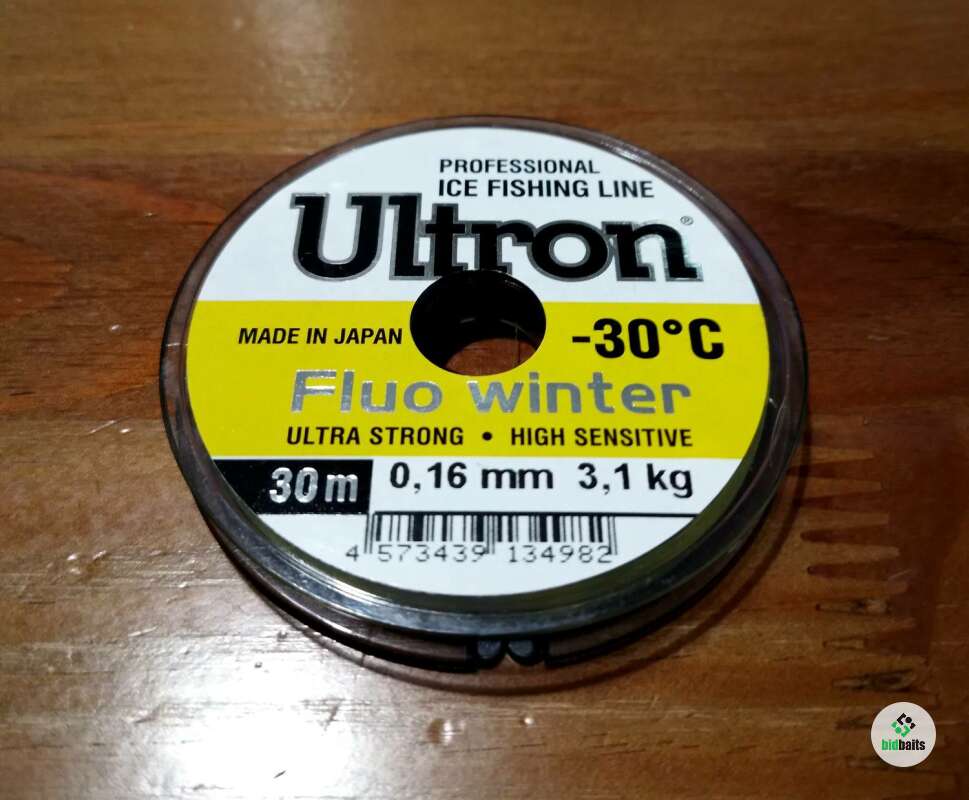 PROFESSIONAL
ICE FISHING LINE
Ultron®
MADE IN JAPAN
-30°C
Fluo winter
ULTRA STRONG • HIGH SENSITIVE
30 m 0,16 mm 3,1 kg
4 573439 134982
bidbaits